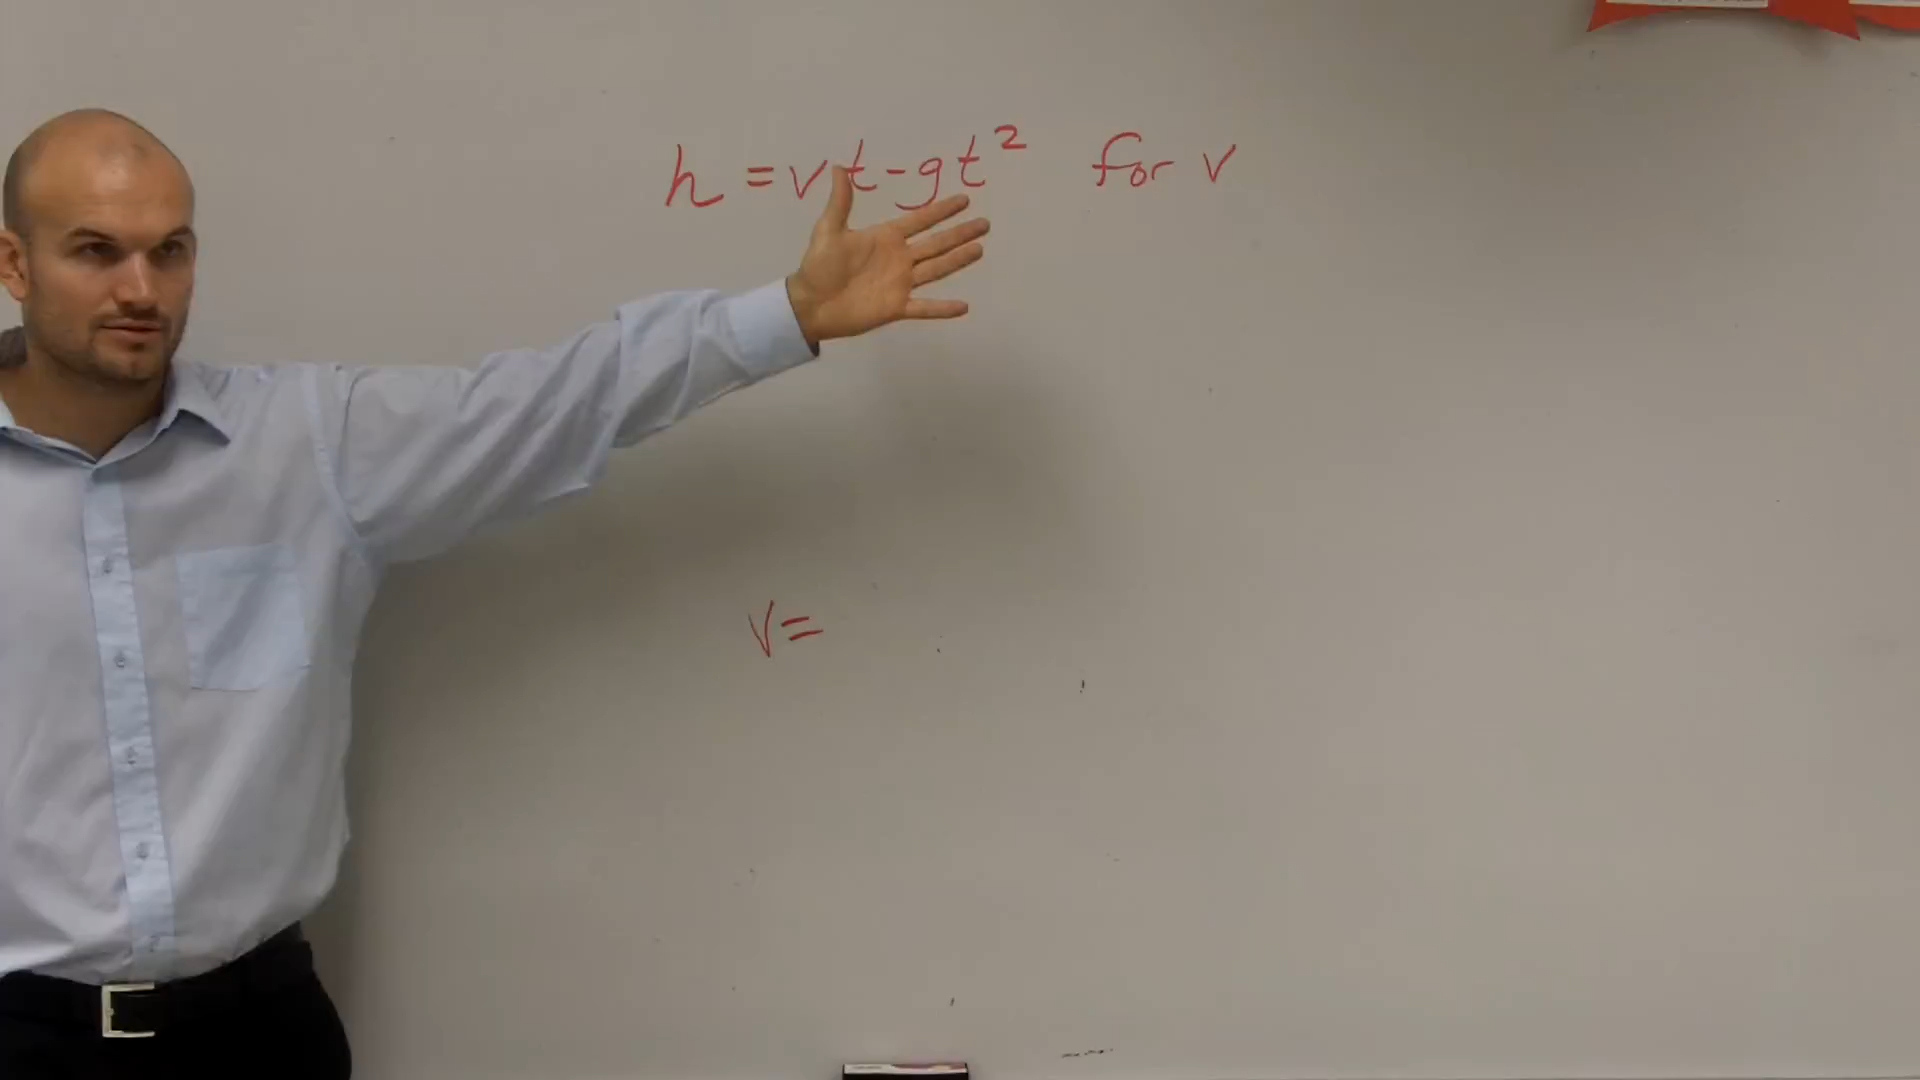 h = vt - gt² for v
v =